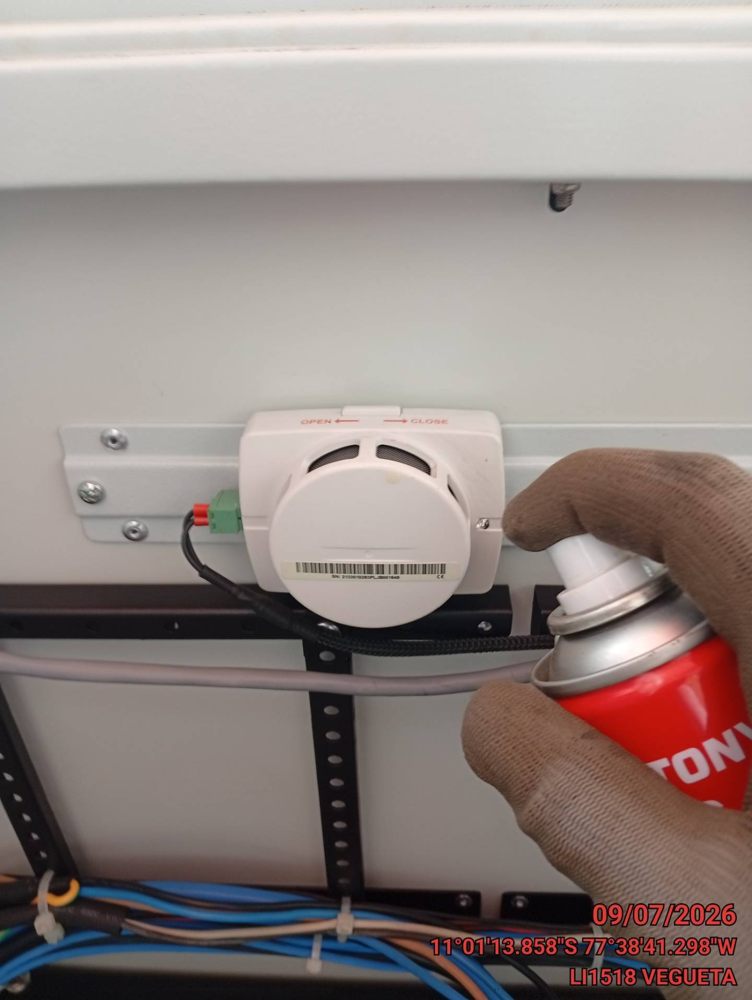 OPEN ← → CLOSE
CE
TONY
09/07/2026
11°01'13.858"S 77°38'41.298"W
LI1518 VEGUETA